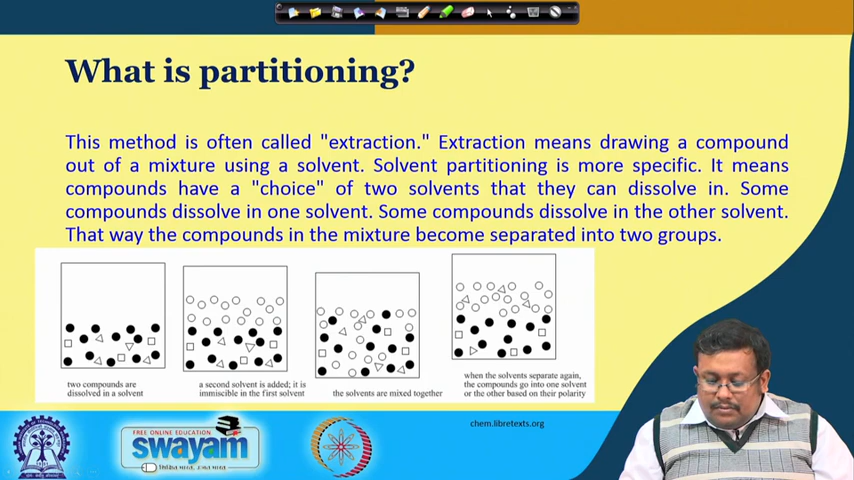 What is partitioning?
This method is often called "extraction." Extraction means drawing a compound
out of a mixture using a solvent. Solvent partitioning is more specific. It means
compounds have a "choice" of two solvents that they can dissolve in. Some
compounds dissolve in one solvent. Some compounds dissolve in the other solvent.
That way the compounds in the mixture become separated into two groups.
two compounds are
dissolved in a solvent
a second solvent is added; it is
immiscible in the first solvent
the solvents are mixed together
when the solvents separate again,
the compounds go into one solvent
or the other based on their polarity
chem.libretexts.org
FREE ONLINE EDUCATION
swayam